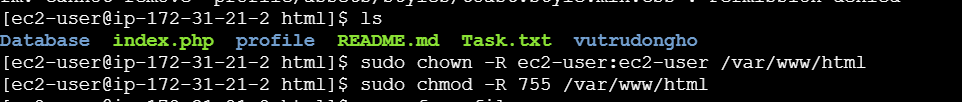 [ec2-user@ip-172-31-21-2 html]$ ls
Database index.php profile README.md Task.txt vutrudongho
[ec2-user@ip-172-31-21-2 html]$ sudo chown -R ec2-user:ec2-user /var/www/html
[ec2-user@ip-172-31-21-2 html]$ sudo chmod -R 755 /var/www/html